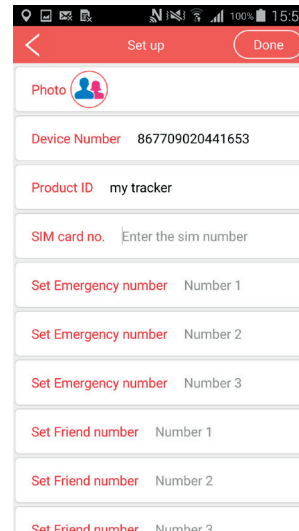 100% 15:5
Set up Done
Photo
Device Number 867709020441653
Product ID my tracker
SIM card no. Enter the sim number
Set Emergency number Number 1
Set Emergency number Number 2
Set Emergency number Number 3
Set Friend number Number 1
Set Friend number Number 2
Set Friend number Number 3